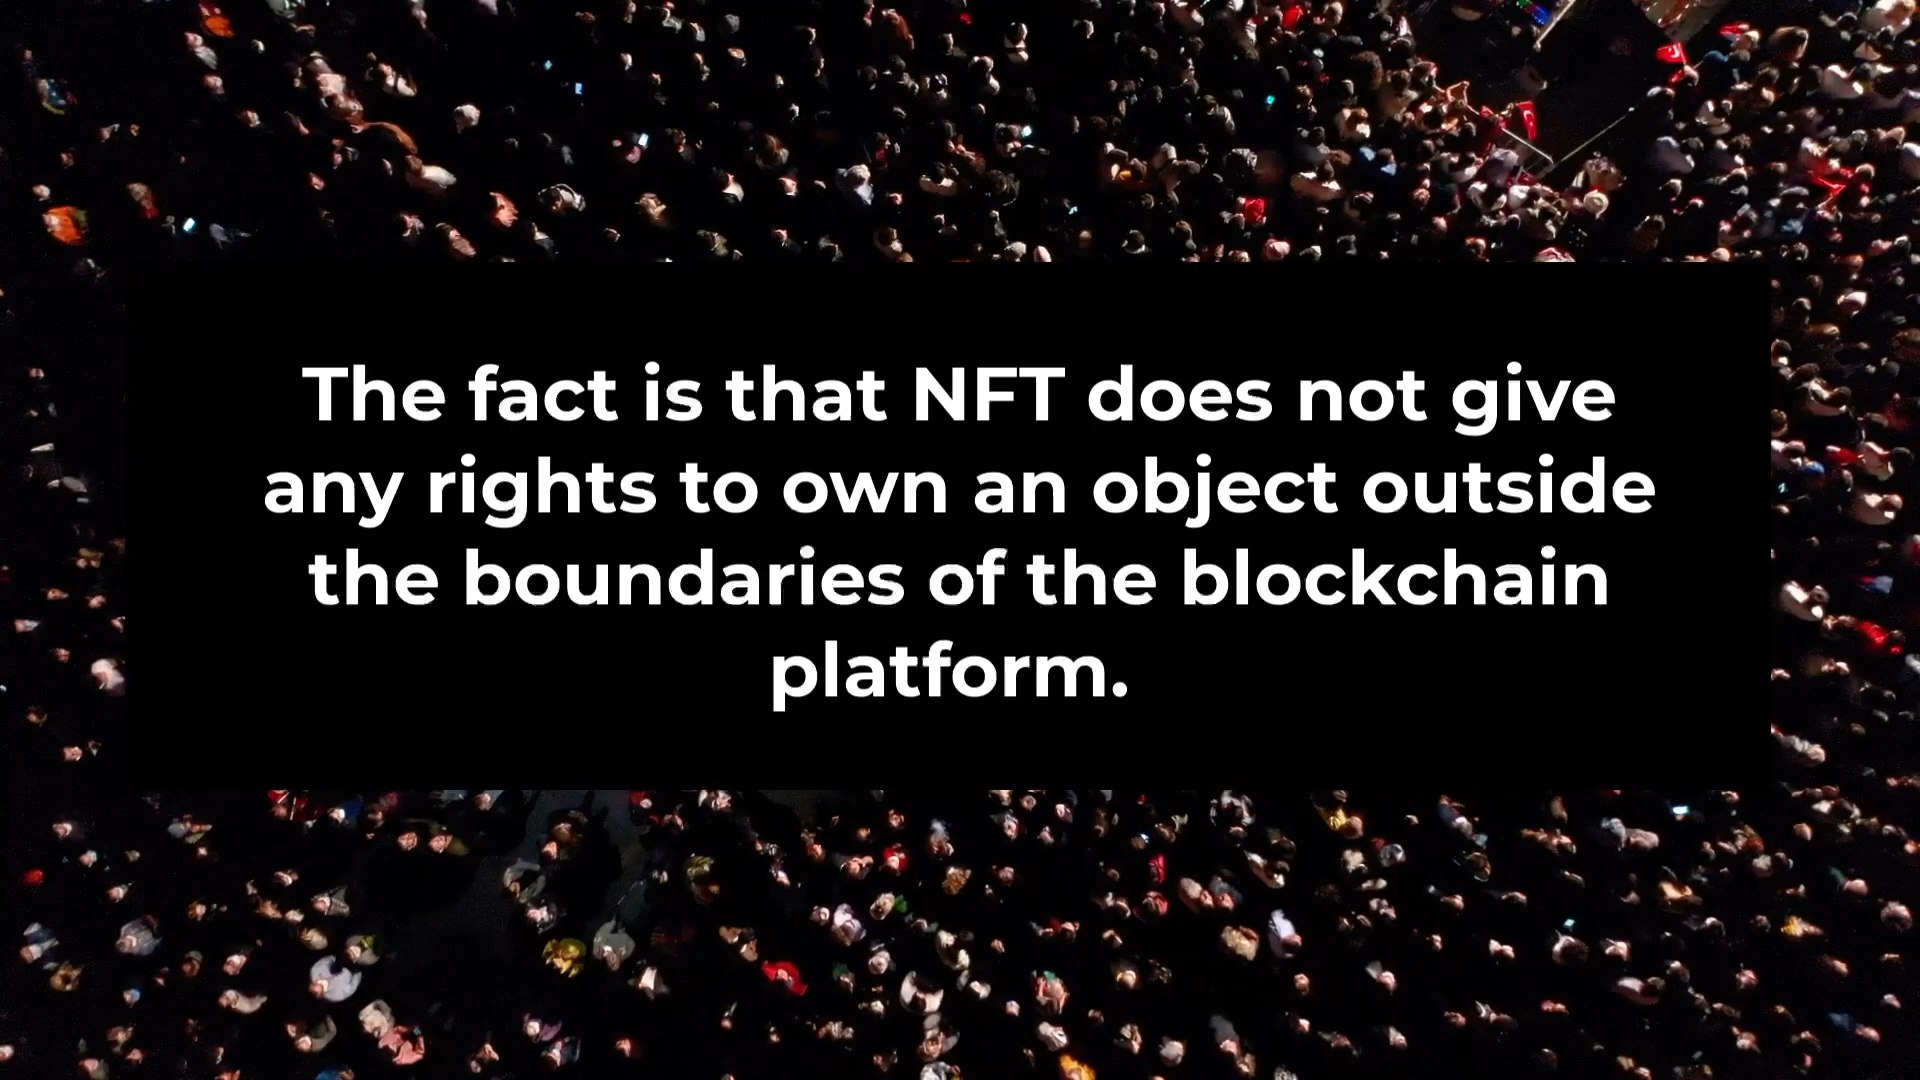 The fact is that NFT does not give
any rights to own an object outside
the boundaries of the blockchain
platform.